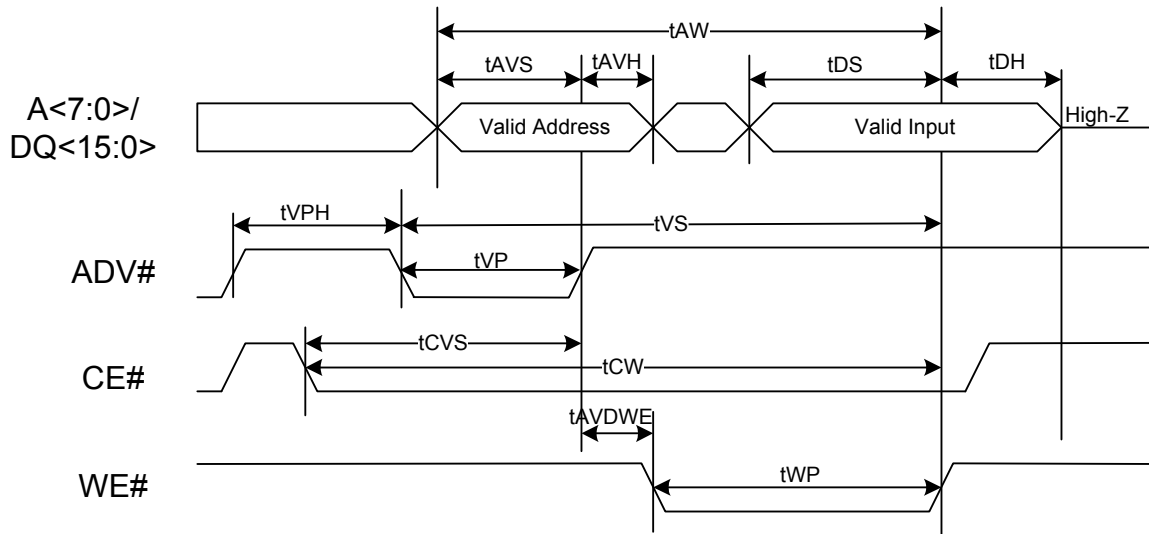 tAW
tAVS
tAVH
tDS
tDH
A<7:0>/
DQ<15:0>
Valid Address
Valid Input
High-Z
tVPH
tVS
ADV#
tVP
tCVS
CE#
tCW
tAVDWE
WE#
tWP